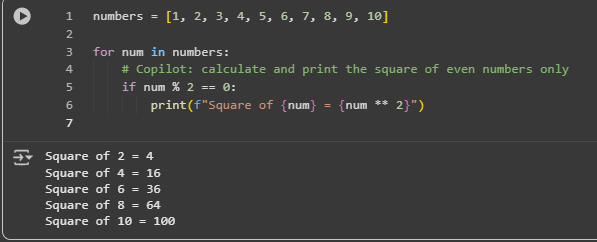 1 numbers = [1, 2, 3, 4, 5, 6, 7, 8, 9, 10]
2
3 for num in numbers:
4     # Copilot: calculate and print the square of even numbers only
5     if num % 2 == 0:
6         print(f"Square of {num} = {num ** 2}")
7
Square of 2 = 4
Square of 4 = 16
Square of 6 = 36
Square of 8 = 64
Square of 10 = 100